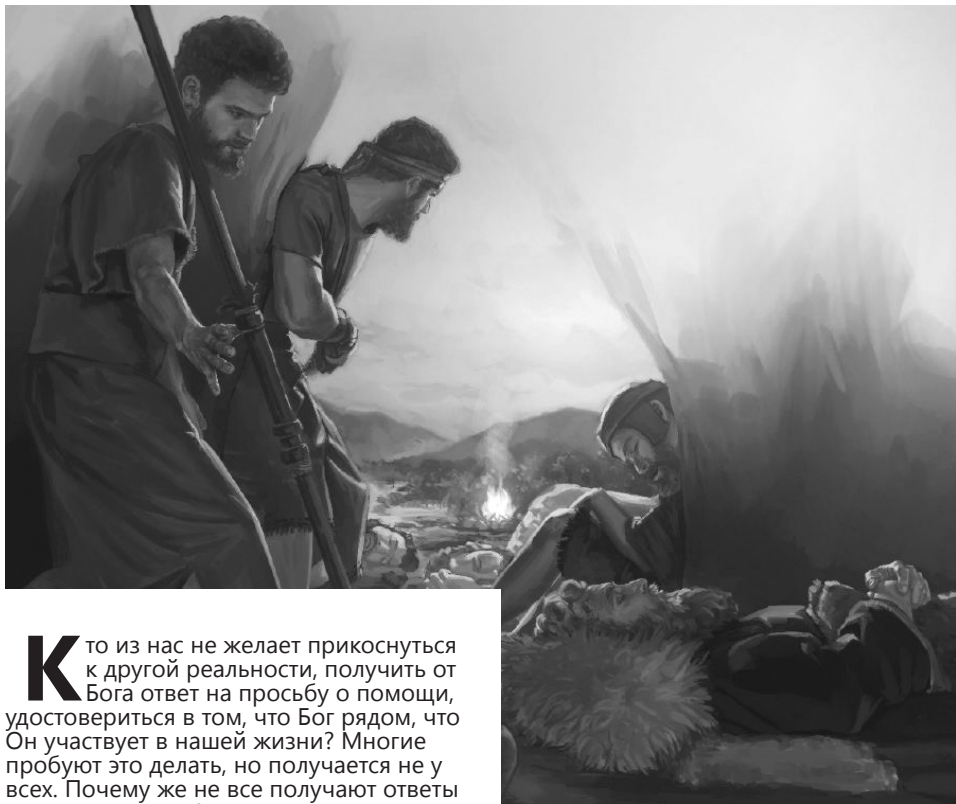 Кто из нас не желает прикоснуться
к другой реальности, получить от
Бога ответ на просьбу о помощи,
удостовериться в том, что Бог рядом, что
Он участвует в нашей жизни? Многие
пробуют это делать, но получается не у
всех. Почему же не все получают ответы